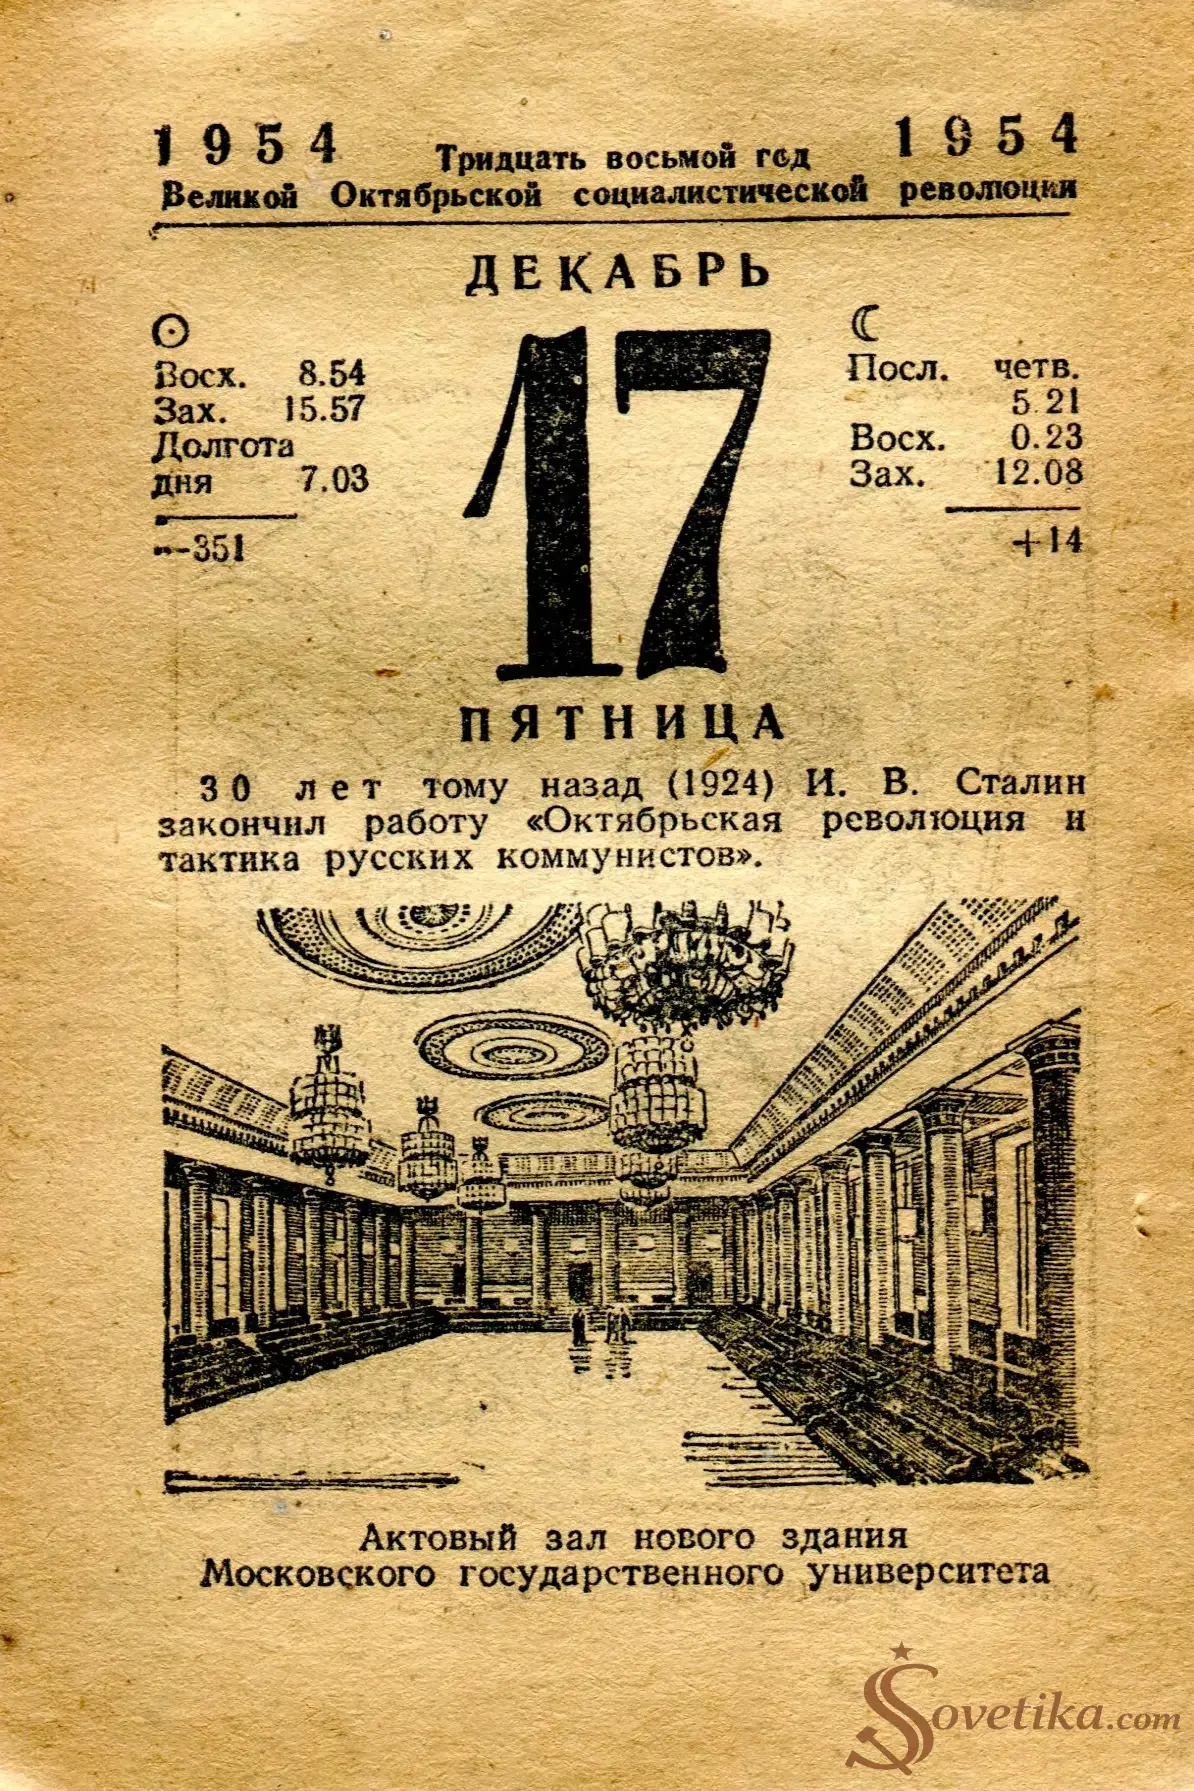 1954 Тридцать восьмой год 1954
Великой Октябрьской социалистической революции
ДЕКАБРЬ
17
Восх. 8.54
Зах. 15.57
Долгота
дня 7.03
—351
Посл. четв.
5.21
Восх. 0.23
Зах. 12.08
+14
ПЯТНИЦА
30 лет тому назад (1924) И. В. Сталин
закончил работу «Октябрьская революция и
тактика русских коммунистов».
Актовый зал нового здания
Московского государственного университета
Sovetika.com